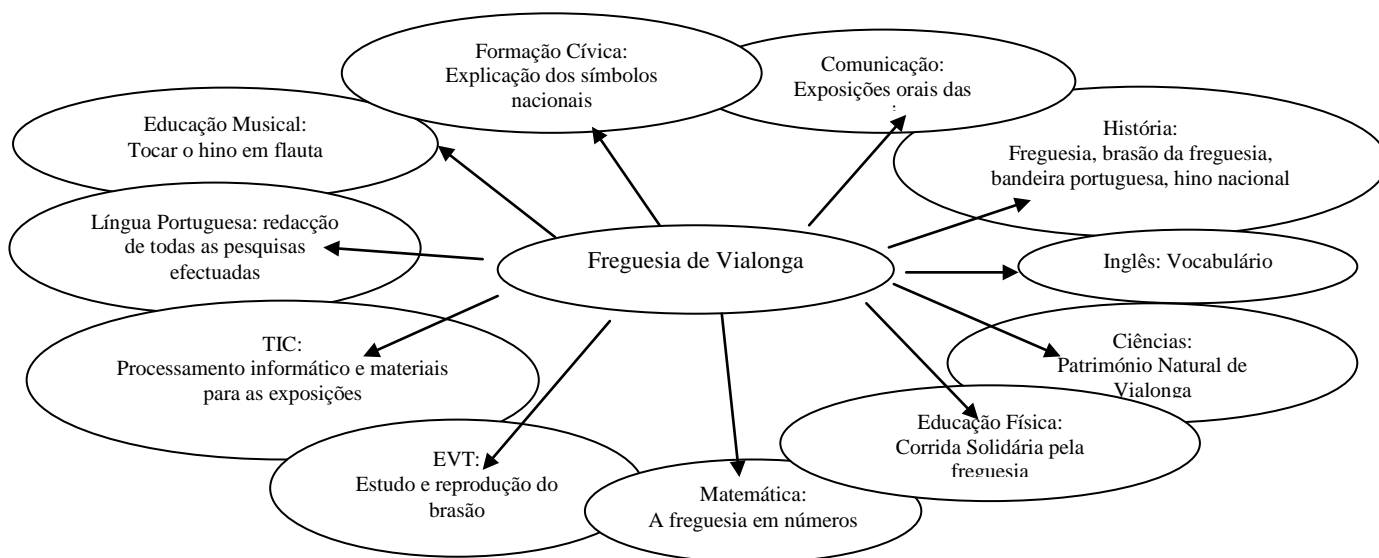 Formação Cívica:
Explicação dos símbolos
nacionais
Comunicação:
Exposições orais das
História:
Freguesia, brasão da freguesia,
bandeira portuguesa, hino nacional
Educação Musical:
Tocar o hino em flauta
Língua Portuguesa: redacção
de todas as pesquisas
efectuadas
Freguesia de Vialonga
Inglês: Vocabulário
TIC:
Processamento informático e materiais
para as exposições
Ciências:
Património Natural de
Vialonga
Educação Física:
Corrida Solidária pela
freguesia
EVT:
Estudo e reprodução do
brasão
Matemática:
A freguesia em números